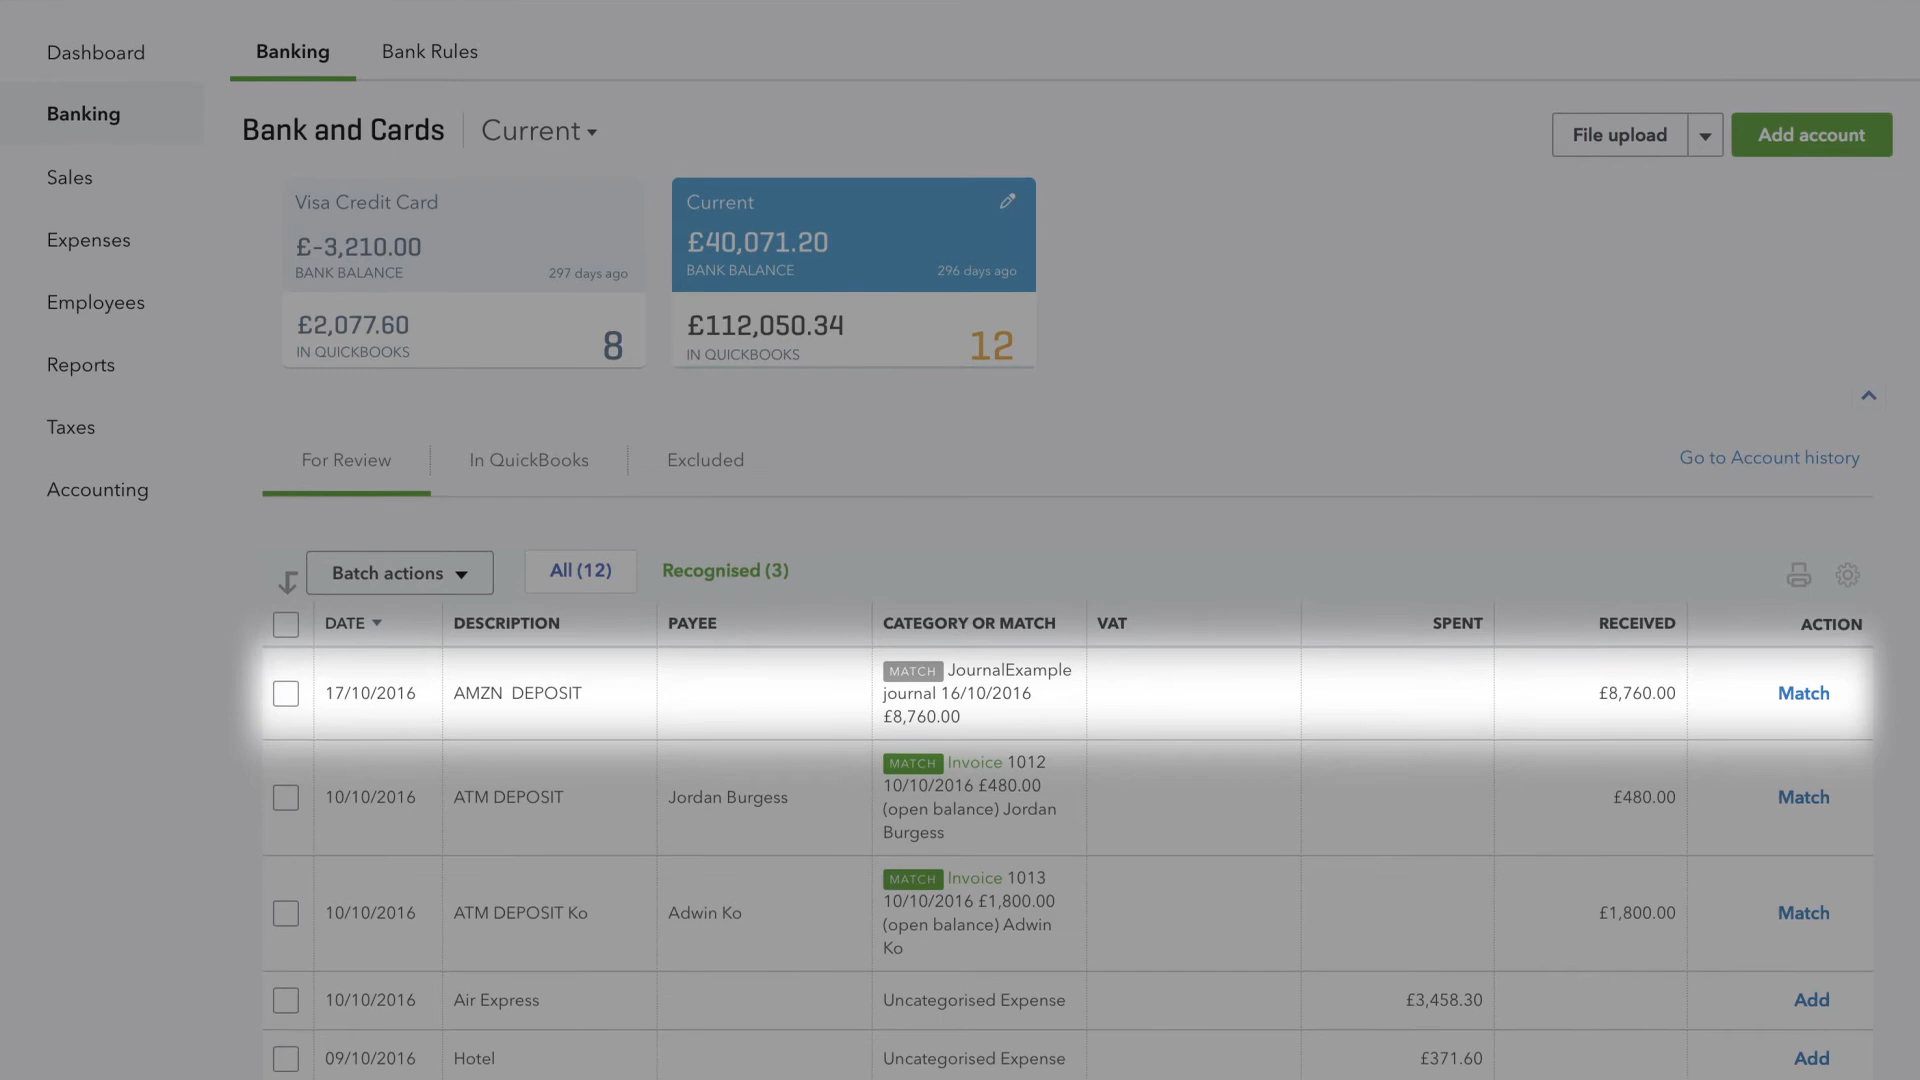 Dashboard
Banking
Sales
Expenses
Employees
Reports
Taxes
Accounting
Banking Bank Rules
Bank and Cards Current
File upload Add account
Visa Credit Card
£-3,210.00
BANK BALANCE 297 days ago
£2,077.60
IN QUICKBOOKS 8
Current
£40,071.20
BANK BALANCE 296 days ago
£112,050.34
IN QUICKBOOKS 12
For Review In QuickBooks Excluded Go to Account history
Batch actions All (12) Recognised (3)
DATE DESCRIPTION PAYEE CATEGORY OR MATCH VAT SPENT RECEIVED ACTION
17/10/2016 AMZN DEPOSIT MATCH JournalExample
journal 16/10/2016
£8,760.00
£8,760.00 Match
10/10/2016 ATM DEPOSIT Jordan Burgess MATCH Invoice 1012
10/10/2016 £480.00
(open balance) Jordan
Burgess
£480.00 Match
10/10/2016 ATM DEPOSIT Ko Adwin Ko MATCH Invoice 1013
10/10/2016 £1,800.00
(open balance) Adwin
Ko
£1,800.00 Match
10/10/2016 Air Express Uncategorised Expense £3,458.30 Add
09/10/2016 Hotel Uncategorised Expense £371.60 Add